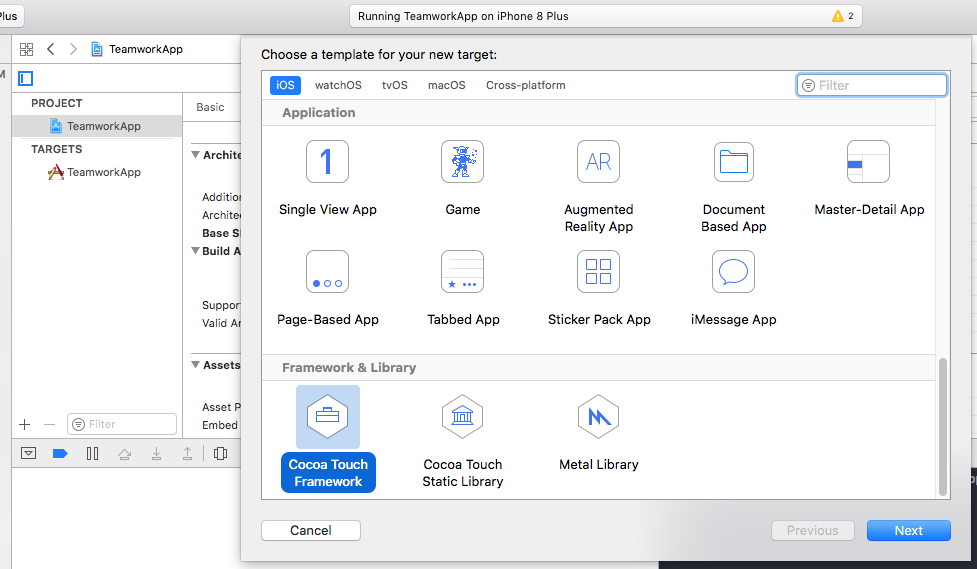 Plus
Running TeamworkApp on iPhone 8 Plus
2
TeamworkApp
Choose a template for your new target:
M
iOS
watchOS
tvOS
macOS
Cross-platform
Filter
PROJECT
TeamworkApp
TARGETS
TeamworkApp
Basic
Archite
Addition
Archite
Base S
Build A
Suppor
Valid Ar
Assets
Asset P
Embed
Application
1
AR
Single View App
Game
Augmented
Reality App
Document
Based App
Master-Detail App
Page-Based App
Tabbed App
Sticker Pack App
iMessage App
Framework & Library
Cocoa Touch
Framework
Cocoa Touch
Static Library
Metal Library
Filter
Cancel
Previous
Next